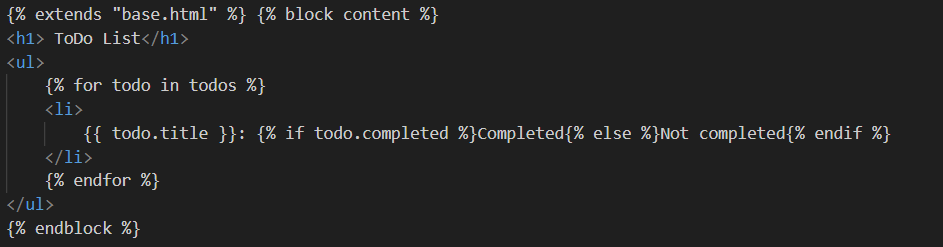 {% extends "base.html" %} {% block content %}
<h1> ToDo List</h1>
<ul>
{% for todo in todos %}
<li>
{{ todo.title }}: {% if todo.completed %}Completed{% else %}Not completed{% endif %}
</li>
{% endfor %}
</ul>
{% endblock %}